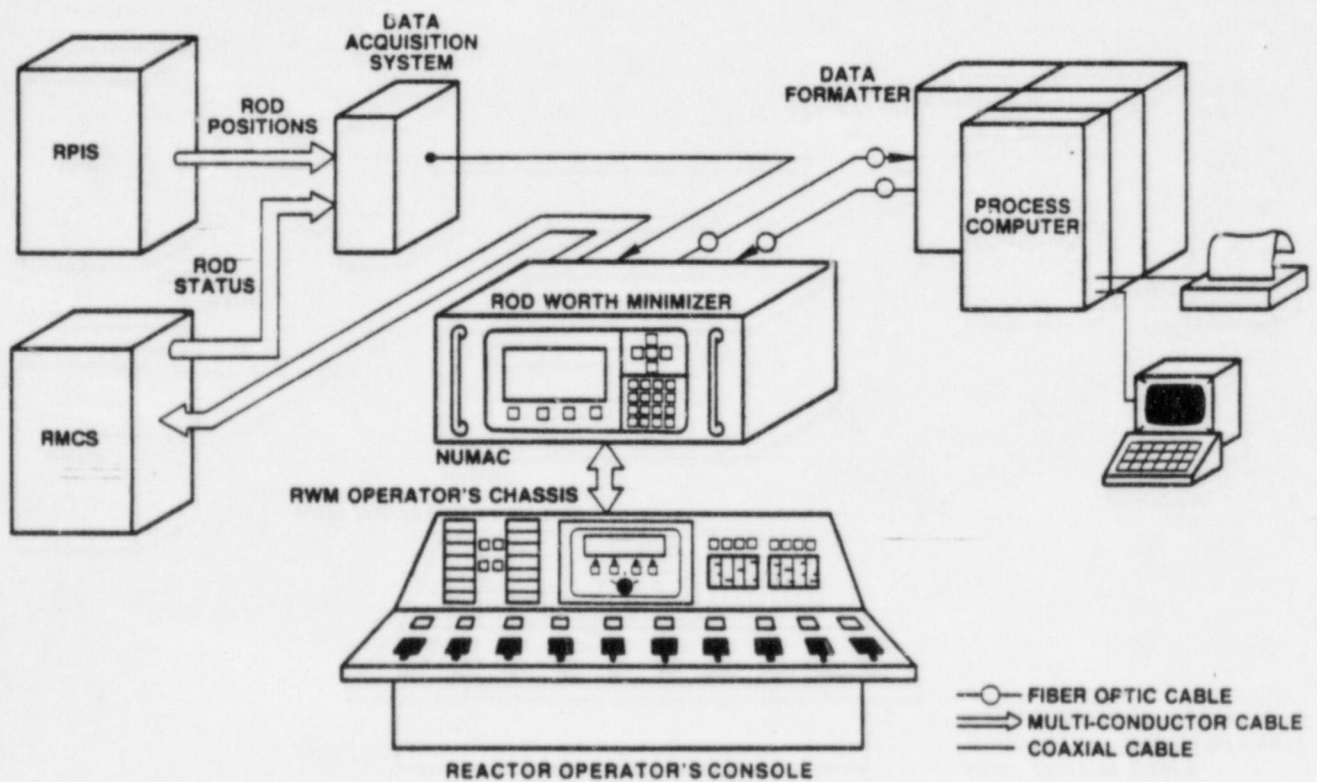 DATA
ACQUISITION
SYSTEM
RPIS
ROD
POSITIONS
DATA
FORMATTER
PROCESS
COMPUTER
ROD
STATUS
RMCS
ROD WORTH MINIMIZER
NUMAC
RWM OPERATOR'S CHASSIS
FIBER OPTIC CABLE
MULTI-CONDUCTOR CABLE
COAXIAL CABLE
REACTOR OPERATOR'S CONSOLE